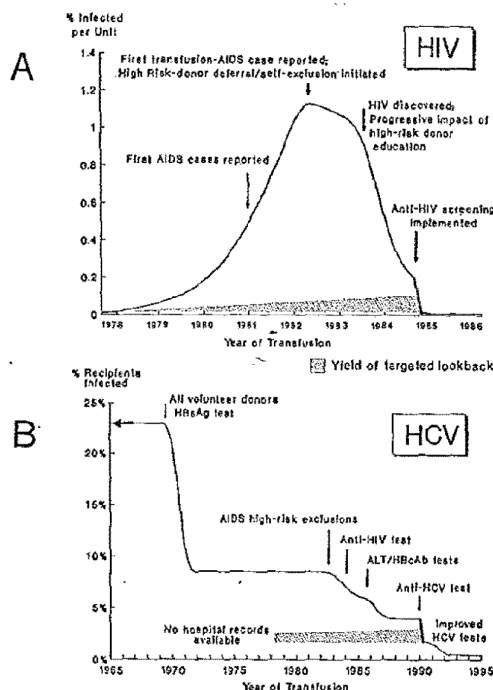 % Infected
per Unit
A
HIV
First transfusion-AIDS case reported;
High Risk-donor deferral/self-exclusion initiated
HIV discovered;
Progressive impact of
high-risk donor
education
First AIDS cases reported
Anti-HIV screening
implemented
1.4
1.2
1
0.8
0.6
0.4
0.2
0
1978 1979 1980 1981 1982 1983 1984 1985 1986
Year of Transfusion
Yield of targeted lookback
% Recipients
Infected
B
HCV
All volunteer donors
HBsAg test
AIDS high-risk exclusions
Anti-HIV test
ALT/HBcAb tests
Anti-HCV test
Improved
HCV tests
No hospital records
available
25%
20%
15%
10%
5%
0%
1965 1970 1975 1980 1985 1990 1995
Year of Transfusion